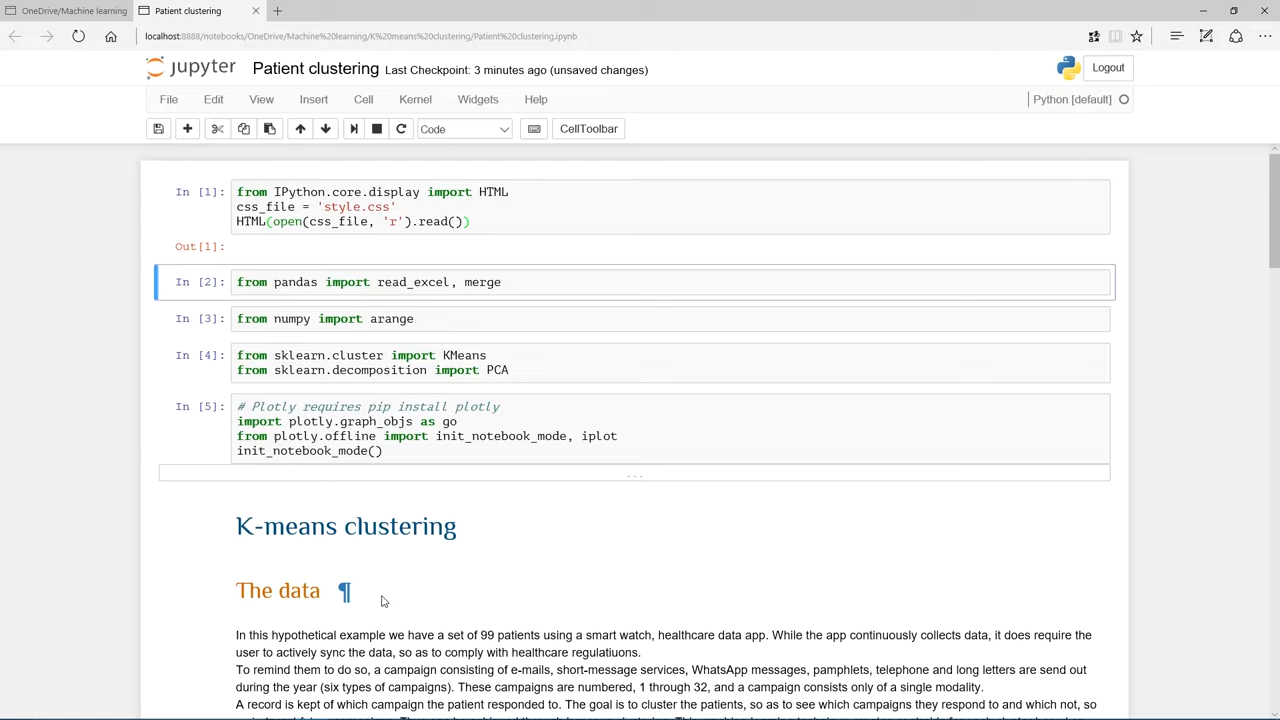 OneDrive/Machine learning
Patient clustering
localhost:8888/notebooks/OneDrive/Machine%20learning/K%20means%20clustering/Patient%20clustering.ipynb
jupyter Patient clustering Last Checkpoint: 3 minutes ago (unsaved changes)
Logout
File Edit View Insert Cell Kernel Widgets Help
Python [default]
Code
CellToolbar
In [1]: from IPython.core.display import HTML
css_file = 'style.css'
HTML(open(css_file, 'r').read())
Out[1]:
In [2]: from pandas import read_excel, merge
In [3]: from numpy import arange
In [4]: from sklearn.cluster import KMeans
from sklearn.decomposition import PCA
In [5]: # Plotly requires pip install plotly
import plotly.graph_objs as go
from plotly.offline import init_notebook_mode, iplot
init_notebook_mode()
...
K-means clustering
The data ¶
In this hypothetical example we have a set of 99 patients using a smart watch, healthcare data app. While the app continuously collects data, it does require the
user to actively sync the data, so as to comply with healthcare regulatiuons.
To remind them to do so, a campaign consisting of e-mails, short-message services, WhatsApp messages, pamphlets, telephone and long letters are send out
during the year (six types of campaigns). These campaigns are numbered, 1 through 32, and a campaign consists only of a single modality.
A record is kept of which campaign the patient responded to. The goal is to cluster the patients, so as to see which campaigns they respond to and which not, so